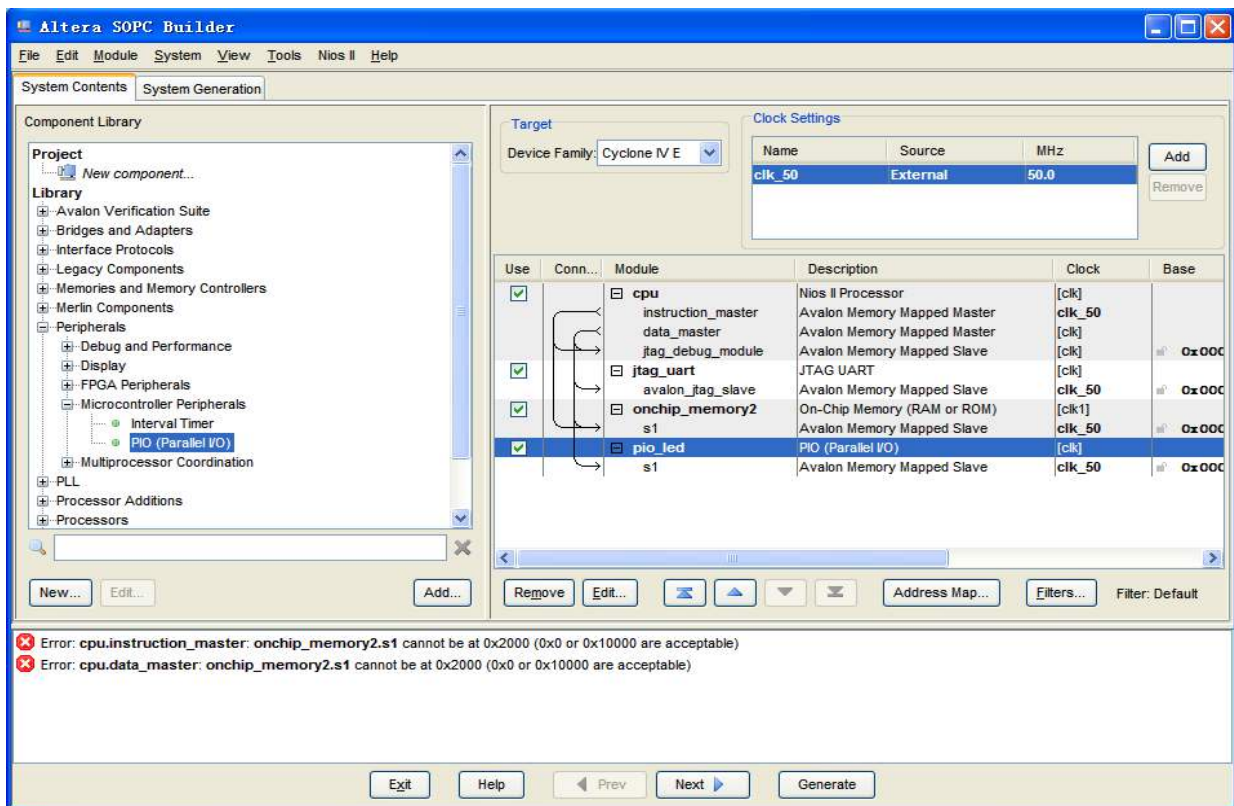 Altera SOPC Builder
File Edit Module System View Tools Nios II Help
System Contents System Generation
Component Library
Project
New component...
Library
Avalon Verification Suite
Bridges and Adapters
Interface Protocols
Legacy Components
Memories and Memory Controllers
Merlin Components
Peripherals
Debug and Performance
Display
FPGA Peripherals
Microcontroller Peripherals
Interval Timer
PIO (Parallel I/O)
Multiprocessor Coordination
PLL
Processor Additions
Processors
New... Edit... Add...
Target
Device Family: Cyclone IV E
Clock Settings
Name Source MHz
clk_50 External 50.0
Add
Remove
Use Conn... Module Description Clock Base
cpu Nios II Processor [clk]
instruction_master Avalon Memory Mapped Master clk_50
data_master Avalon Memory Mapped Master [clk]
jtag_debug_module Avalon Memory Mapped Slave [clk] 0x000
jtag_uart JTAG UART [clk]
avalon_jtag_slave Avalon Memory Mapped Slave clk_50 0x000
onchip_memory2 On-Chip Memory (RAM or ROM) [clk1]
s1 Avalon Memory Mapped Slave clk_50 0x000
pio_led PIO (Parallel I/O) [clk]
s1 Avalon Memory Mapped Slave clk_50 0x000
Remove Edit... Address Map... Filters... Filter: Default
Error: cpu.instruction_master: onchip_memory2.s1 cannot be at 0x2000 (0x0 or 0x10000 are acceptable)
Error: cpu.data_master: onchip_memory2.s1 cannot be at 0x2000 (0x0 or 0x10000 are acceptable)
Exit Help Prev Next Generate